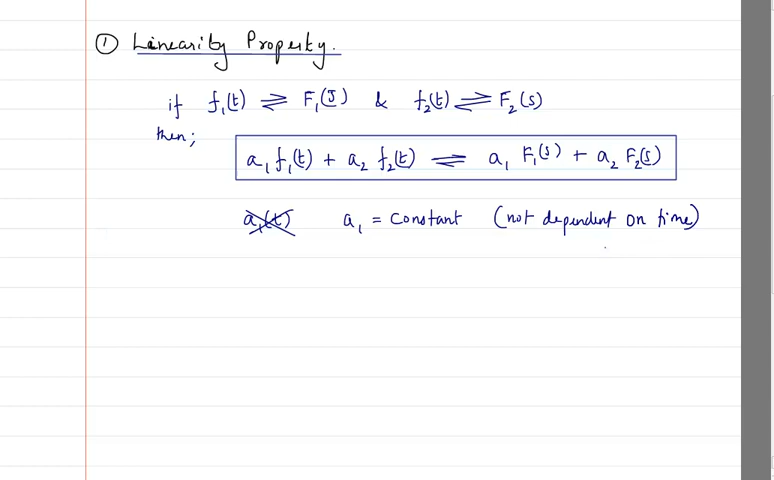 ① Linearity Property.
if f₁(t) ⇌ F₁(s) & f₂(t) ⇌ F₂(s)
then;
a₁ f₁(t) + a₂ f₂(t) ⇌ a₁ F₁(s) + a₂ F₂(s)
a₁(t) a₁ = Constant (not dependent on time)